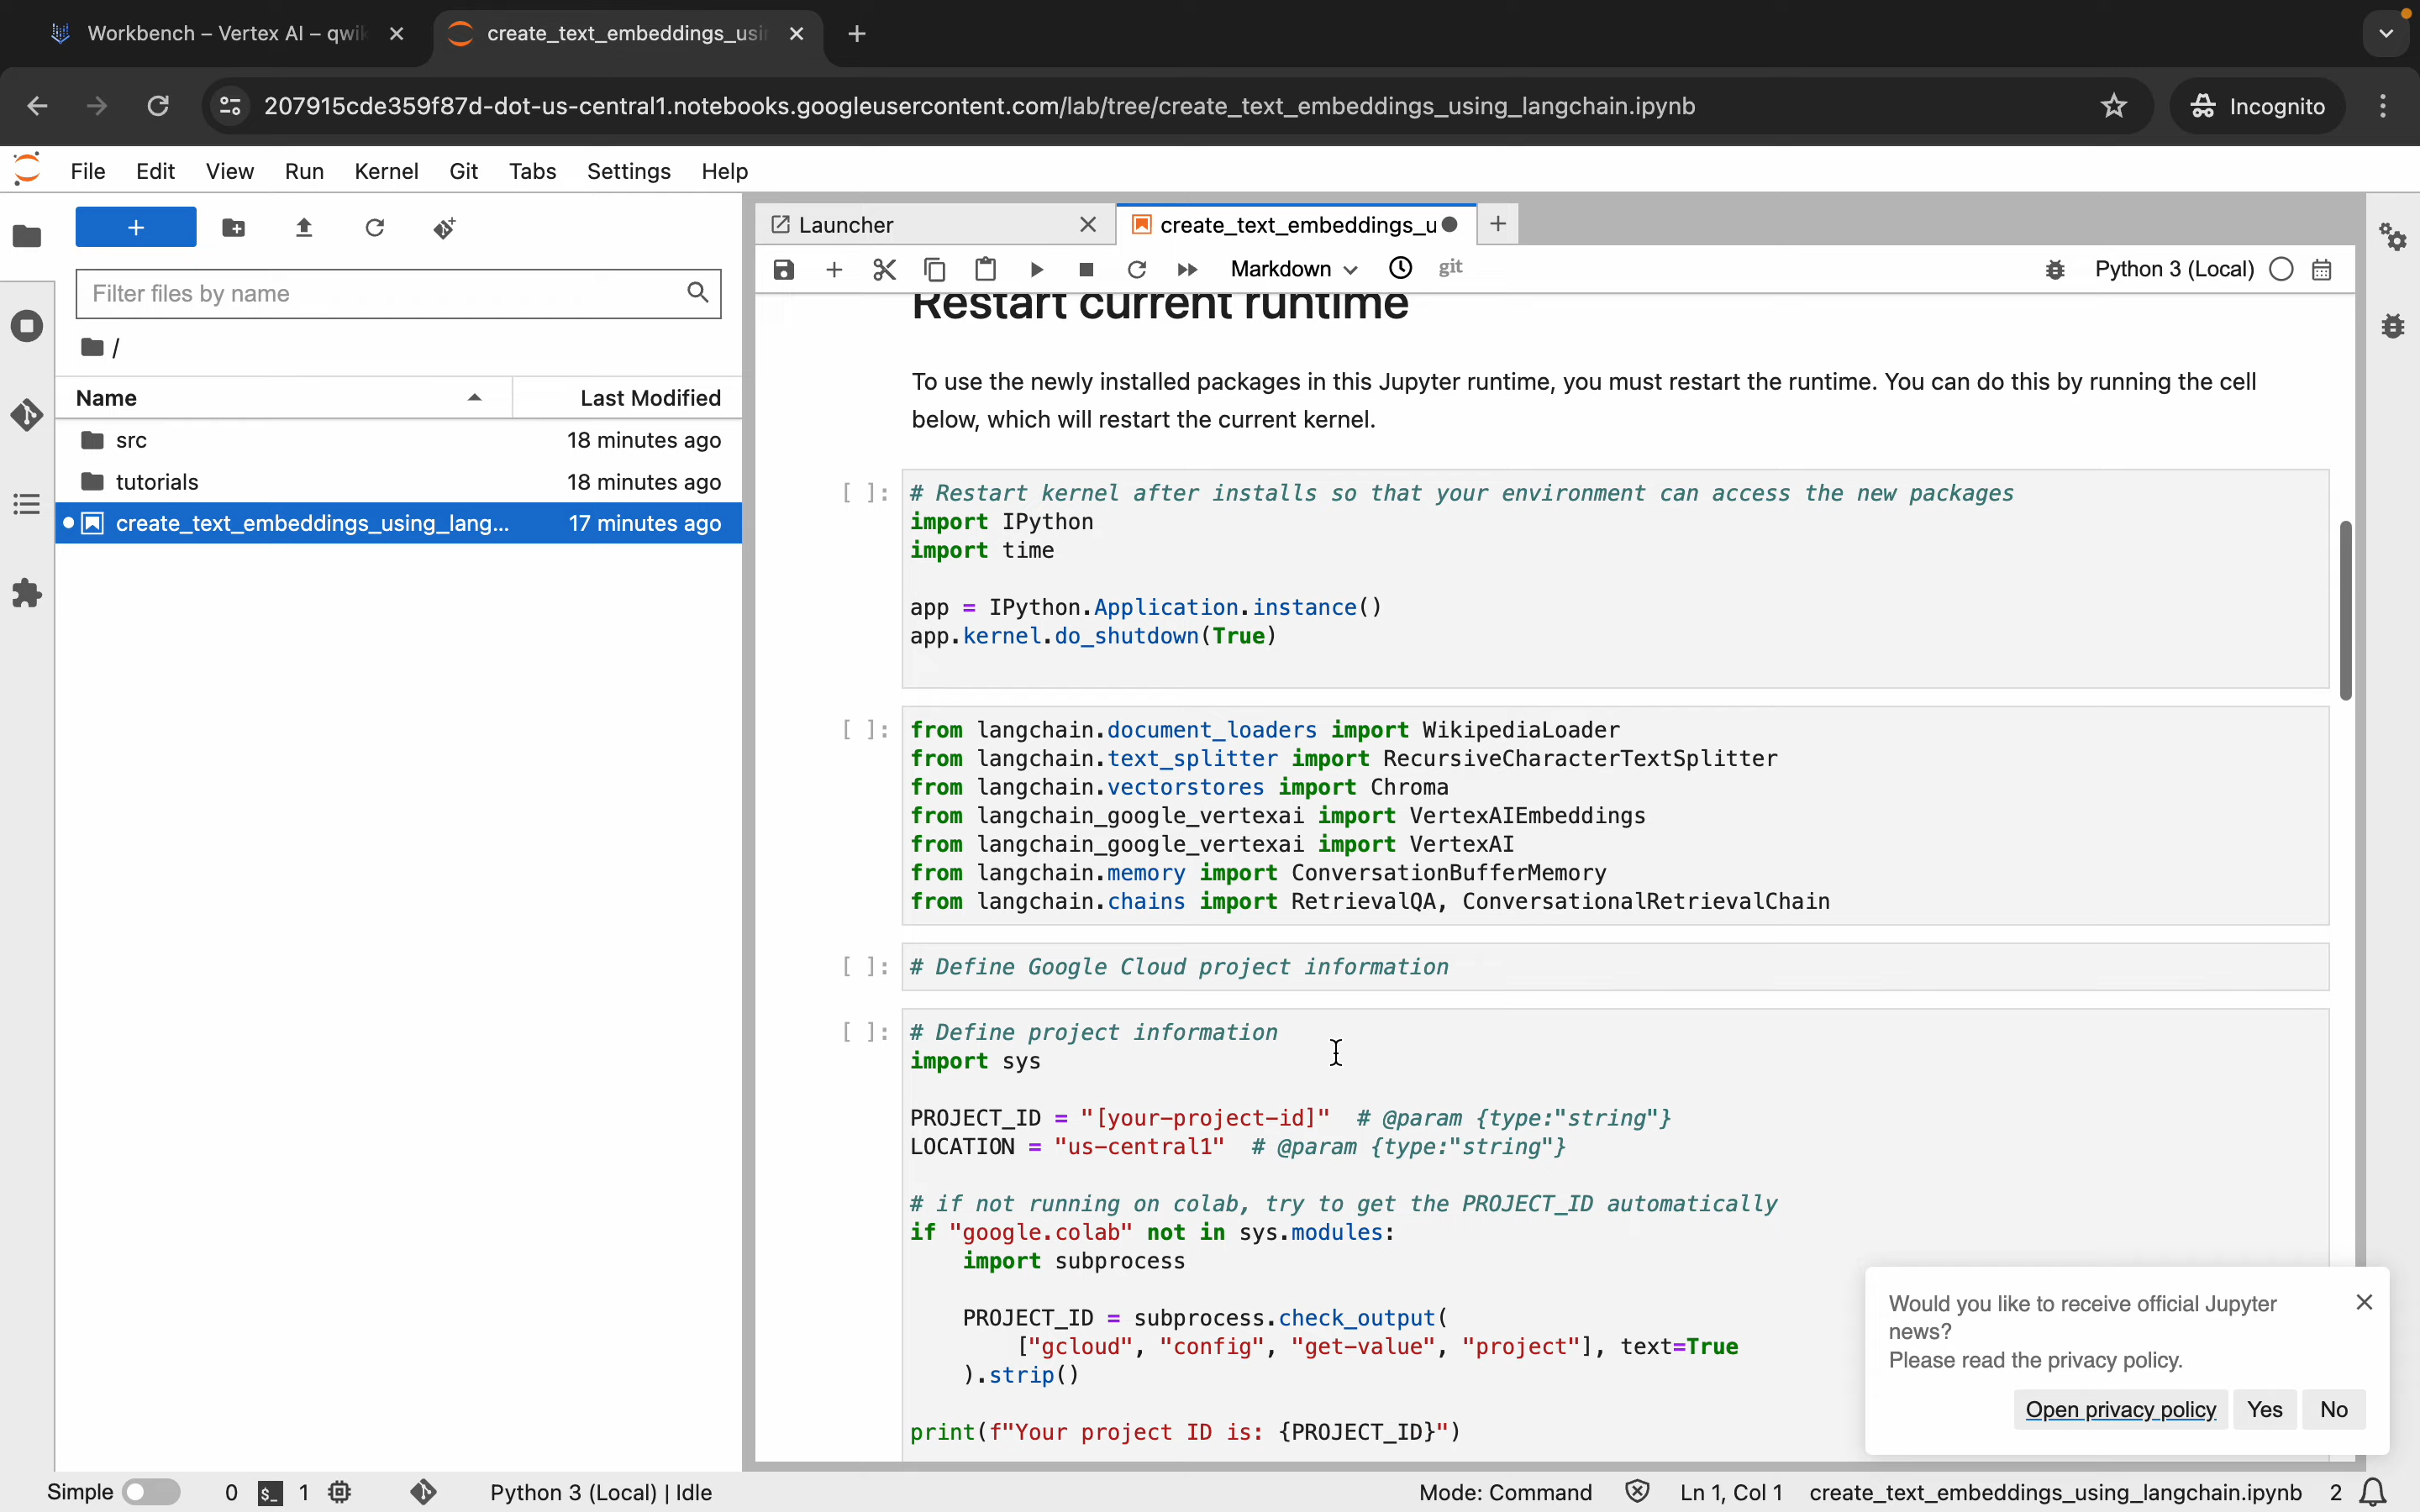 Workbench – Vertex AI – qwik
create_text_embeddings_usin
207915cde359f87d-dot-us-central1.notebooks.googleusercontent.com/lab/tree/create_text_embeddings_using_langchain.ipynb
Incognito
File Edit View Run Kernel Git Tabs Settings Help
Filter files by name
/
Name Last Modified
src 18 minutes ago
tutorials 18 minutes ago
create_text_embeddings_using_lang... 17 minutes ago
Launcher
create_text_embeddings_u
Markdown
git
Python 3 (Local)
Restart current runtime
To use the newly installed packages in this Jupyter runtime, you must restart the runtime. You can do this by running the cell
below, which will restart the current kernel.
[ ]: # Restart kernel after installs so that your environment can access the new packages
import IPython
import time
app = IPython.Application.instance()
app.kernel.do_shutdown(True)
[ ]: from langchain.document_loaders import WikipediaLoader
from langchain.text_splitter import RecursiveCharacterTextSplitter
from langchain.vectorstores import Chroma
from langchain_google_vertexai import VertexAIEmbeddings
from langchain_google_vertexai import VertexAI
from langchain.memory import ConversationBufferMemory
from langchain.chains import RetrievalQA, ConversationalRetrievalChain
[ ]: # Define Google Cloud project information
[ ]: # Define project information
import sys
PROJECT_ID = "[your-project-id]" # @param {type:"string"}
LOCATION = "us-central1" # @param {type:"string"}
# if not running on colab, try to get the PROJECT_ID automatically
if "google.colab" not in sys.modules:
import subprocess
PROJECT_ID = subprocess.check_output(
["gcloud", "config", "get-value", "project"], text=True
).strip()
print(f"Your project ID is: {PROJECT_ID}")
Would you like to receive official Jupyter
news?
Please read the privacy policy.
Open privacy policy Yes No
Simple 0 $_ 1 Python 3 (Local) | Idle Mode: Command Ln 1, Col 1 create_text_embeddings_using_langchain.ipynb 2